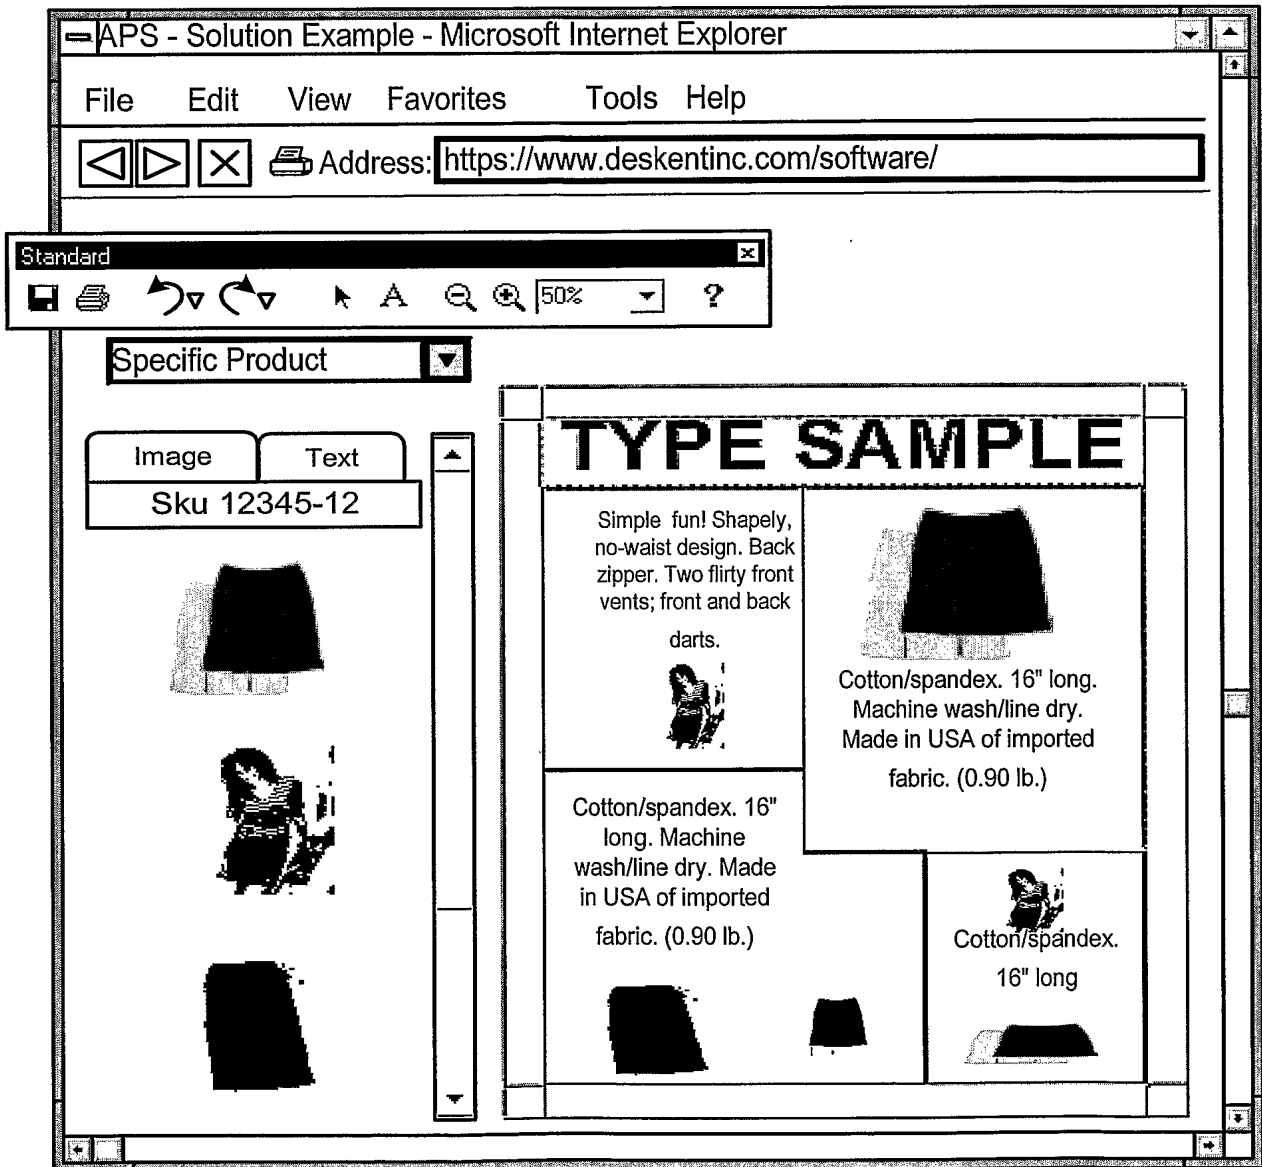 APS - Solution Example - Microsoft Internet Explorer
File Edit View Favorites Tools Help
Address: https://www.deskentinc.com/software/
Standard
A 50% ?
Specific Product
Image Text
Sku 12345-12
TYPE SAMPLE
Simple fun! Shapely,
no-waist design. Back
zipper. Two flirty front
vents; front and back
darts.
Cotton/spandex. 16" long.
Machine wash/line dry.
Made in USA of imported
fabric. (0.90 lb.)
Cotton/spandex. 16"
long. Machine
wash/line dry. Made
in USA of imported
fabric. (0.90 lb.)
Cotton/spandex.
16" long